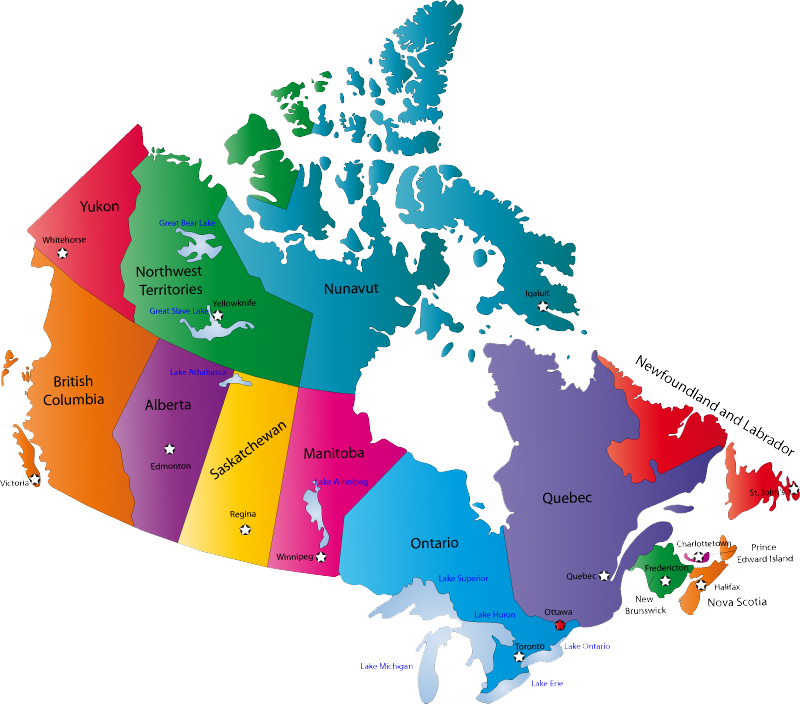 Yukon
Whitehorse
Great Bear Lake
Northwest
Territories
Great Slave Lake
Yellowknife
Nunavut
Iqaluit
British
Columbia
Victoria
Lake Athabasca
Alberta
Edmonton
Saskatchewan
Regina
Manitoba
Lake Winnipeg
Winnipeg
Ontario
Lake Superior
Lake Huron
Lake Michigan
Toronto
Lake Ontario
Lake Erie
Ottawa
Quebec
Quebec
Newfoundland and Labrador
St. John's
Charlottetown
Prince
Edward Island
Fredericton
New
Brunswick
Halifax
Nova Scotia